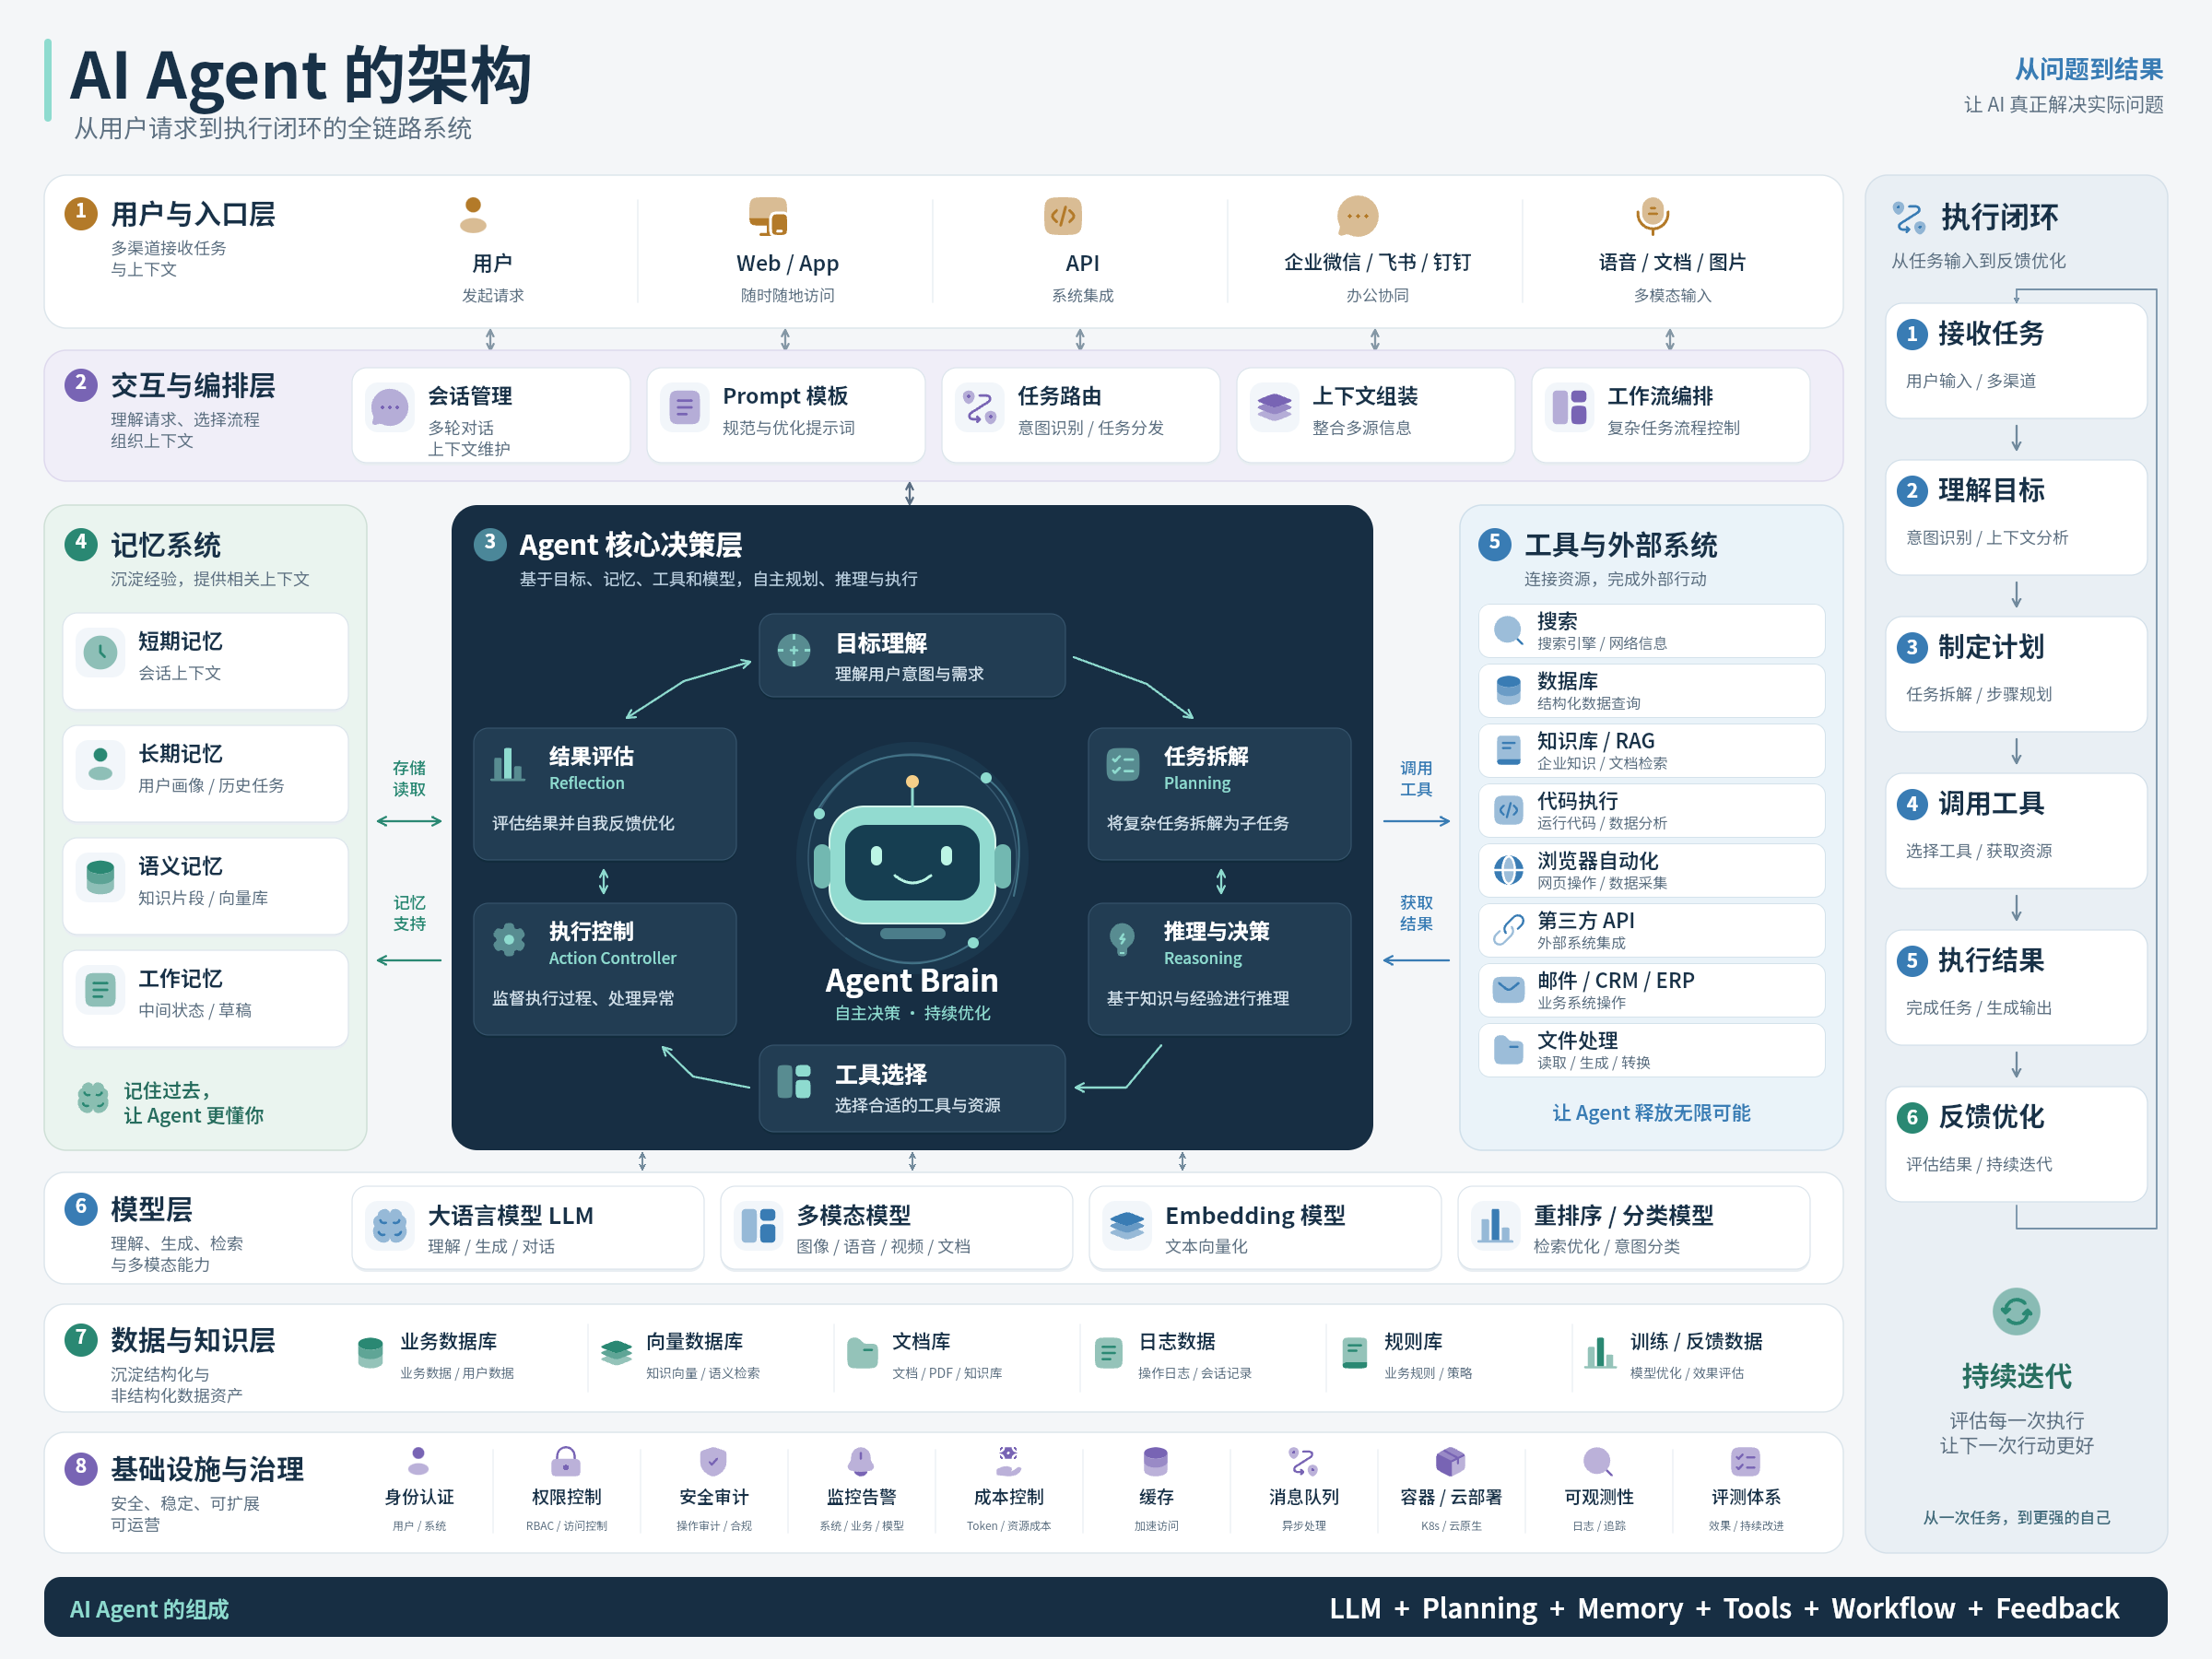 AI Agent 的架构
从用户请求到执行闭环的全链路系统
从问题到结果
让 AI 真正解决实际问题
1 用户与入口层
多渠道接收任务
与上下文
用户
发起请求
Web / App
随时随地访问
API
系统集成
企业微信 / 飞书 / 钉钉
办公协同
语音 / 文档 / 图片
多模态输入
2 交互与编排层
理解请求、选择流程
组织上下文
会话管理
多轮对话
上下文维护
Prompt 模板
规范与优化提示词
任务路由
意图识别 / 任务分发
上下文组装
整合多源信息
工作流编排
复杂任务流程控制
4 记忆系统
沉淀经验，提供相关上下文
短期记忆
会话上下文
长期记忆
用户画像 / 历史任务
语义记忆
知识片段 / 向量库
工作记忆
中间状态 / 草稿
记住过去，
让 Agent 更懂你
存储
读取
记忆
支持
3 Agent 核心决策层
基于目标、记忆、工具和模型，自主规划、推理与执行
目标理解
理解用户意图与需求
结果评估
Reflection
评估结果并自我反馈优化
任务拆解
Planning
将复杂任务拆解为子任务
执行控制
Action Controller
监督执行过程、处理异常
推理与决策
Reasoning
基于知识与经验进行推理
Agent Brain
自主决策 · 持续优化
工具选择
选择合适的工具与资源
调用
工具
获取
结果
5 工具与外部系统
连接资源，完成外部行动
搜索
搜索引擎 / 网络信息
数据库
结构化数据查询
知识库 / RAG
企业知识 / 文档检索
代码执行
运行代码 / 数据分析
浏览器自动化
网页操作 / 数据采集
第三方 API
外部系统集成
邮件 / CRM / ERP
业务系统操作
文件处理
读取 / 生成 / 转换
让 Agent 释放无限可能
6 模型层
理解、生成、检索
与多模态能力
大语言模型 LLM
理解 / 生成 / 对话
多模态模型
图像 / 语音 / 视频 / 文档
Embedding 模型
文本向量化
重排序 / 分类模型
检索优化 / 意图分类
7 数据与知识层
沉淀结构化与
非结构化数据资产
业务数据库
业务数据 / 用户数据
向量数据库
知识向量 / 语义检索
文档库
文档 / PDF / 知识库
日志数据
操作日志 / 会话记录
规则库
业务规则 / 策略
训练 / 反馈数据
模型优化 / 效果评估
8 基础设施与治理
安全、稳定、可扩展
可运营
身份认证
用户 / 系统
权限控制
RBAC / 访问控制
安全审计
操作审计 / 合规
监控告警
系统 / 业务 / 模型
成本控制
Token / 资源成本
缓存
加速访问
消息队列
异步处理
容器 / 云部署
K8s / 云原生
可观测性
日志 / 追踪
评测体系
效果 / 持续改进
执行闭环
从任务输入到反馈优化
1 接收任务
用户输入 / 多渠道
2 理解目标
意图识别 / 上下文分析
3 制定计划
任务拆解 / 步骤规划
4 调用工具
选择工具 / 获取资源
5 执行结果
完成任务 / 生成输出
6 反馈优化
评估结果 / 持续迭代
持续迭代
评估每一次执行
让下一次行动更好
从一次任务，到更强的自己
AI Agent 的组成
LLM + Planning + Memory + Tools + Workflow + Feedback